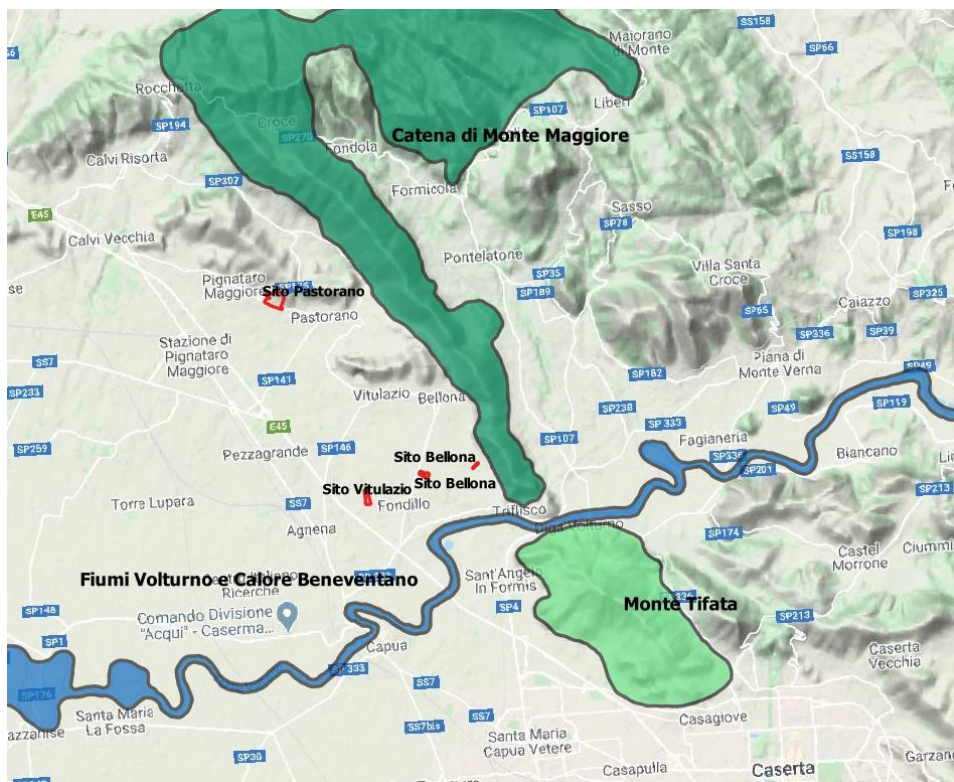 SS158
Maiorano
di Monte
SP66
Rocchetta
SP107
Liberi
SP194
Croce
SP270
Catena di Monte Maggiore
Calvi Risorta
Fondola
SS158
SP307
Formicola
E45
Sasso
SP78
SP198
Calvi Vecchia
Pontelatone
SP35
Villa Santa
Croce
Pignataro
Maggiore
Sito Pastorano
SP189
SP325
Caiazzo
SP65
Pastorano
SP336
SP39
Stazione di
Pignataro
Maggiore
SS7
Piana di
Monte Verna
SP49
SP141
SP182
SP233
Vitulazio
Bellona
SP49
SP119
SP238
E45
SP333
SP107
Fagianeria
SP259
Pezzagrande
SP146
Sito Bellona
SP336
Biancano
SP201
Sito Bellona
Sito Vitulazio
SP213
Torre Lupara
SS7
Fondillo
Triflisco
Agnena
SP174
Castel
Morrone
Sant'Angelo
In Formis
Fiumi Volturno e Calore Beneventano
Ricerche
SP148
SP4
Monte Tifata
Comando Divisione
"Acqui" - Caserma...
SP213
SP1
Capua
Caserta
Vecchia
SP333
SP176
SS7
Santa Maria
La Fossa
SS7
Casagiove
SS7bis
Santa Maria
Capua Vetere
SP30
Casapulla
Caserta